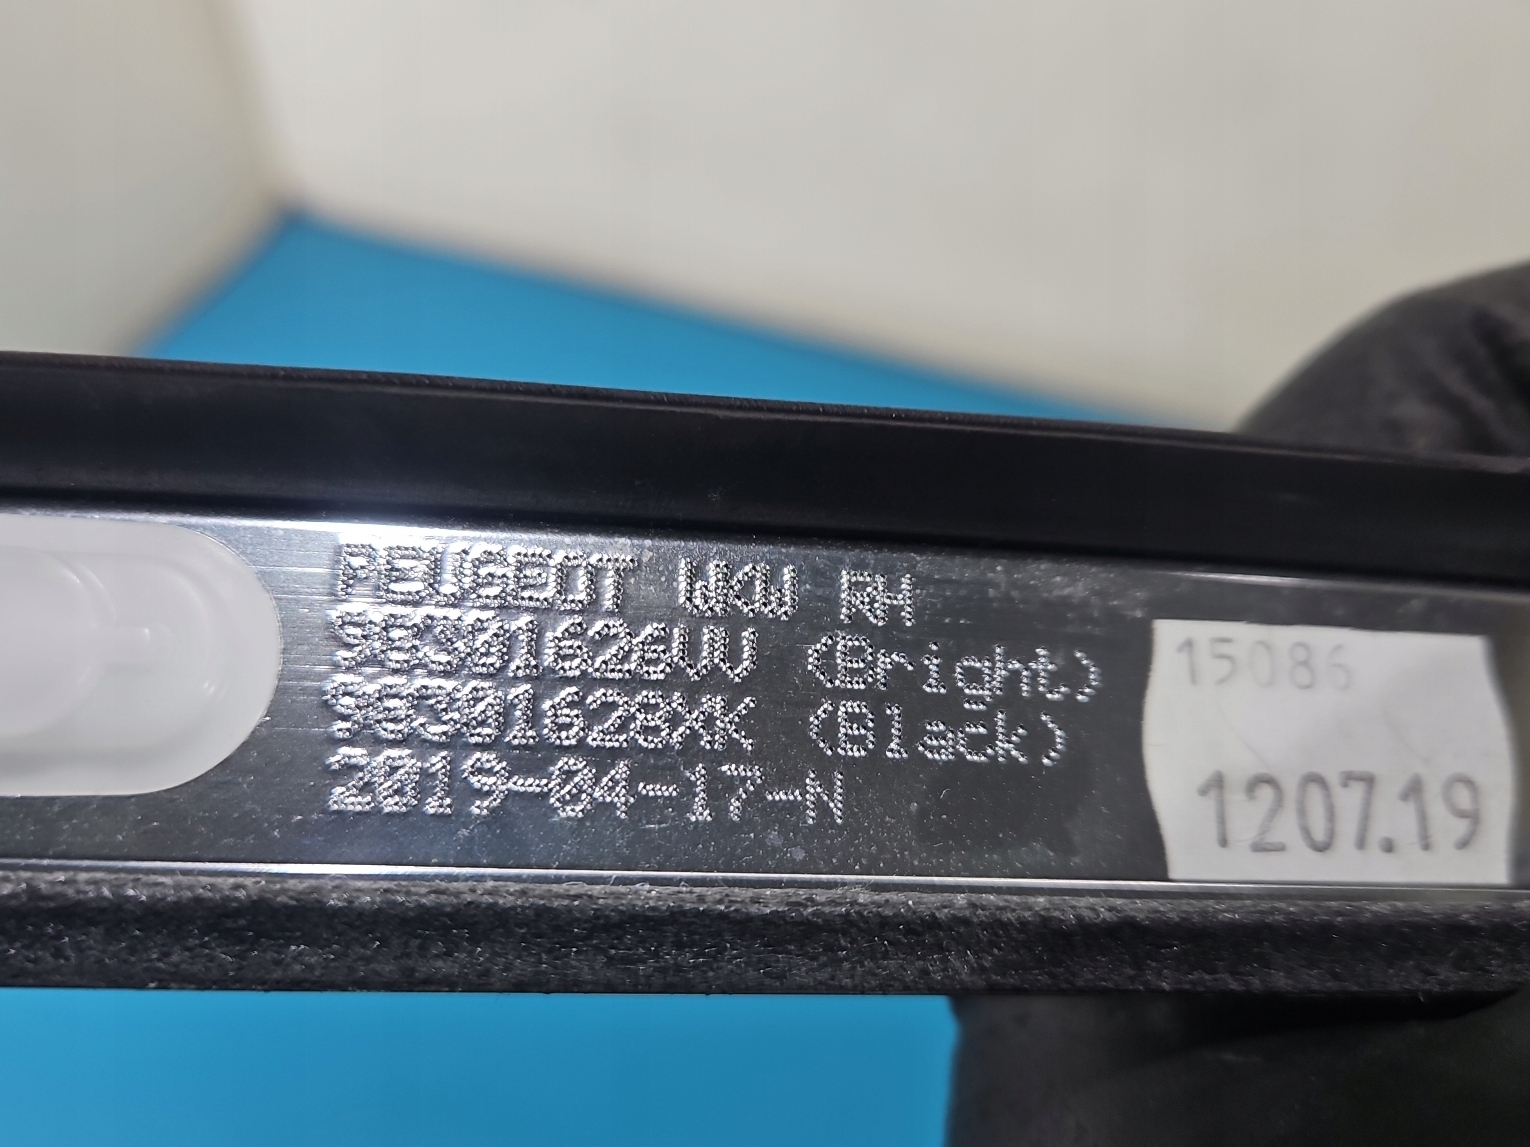 PEUGEOT WKW RH
98301626VV (Bright)
98301628XK (Black)
2019-04-17-N
15086
1207.19